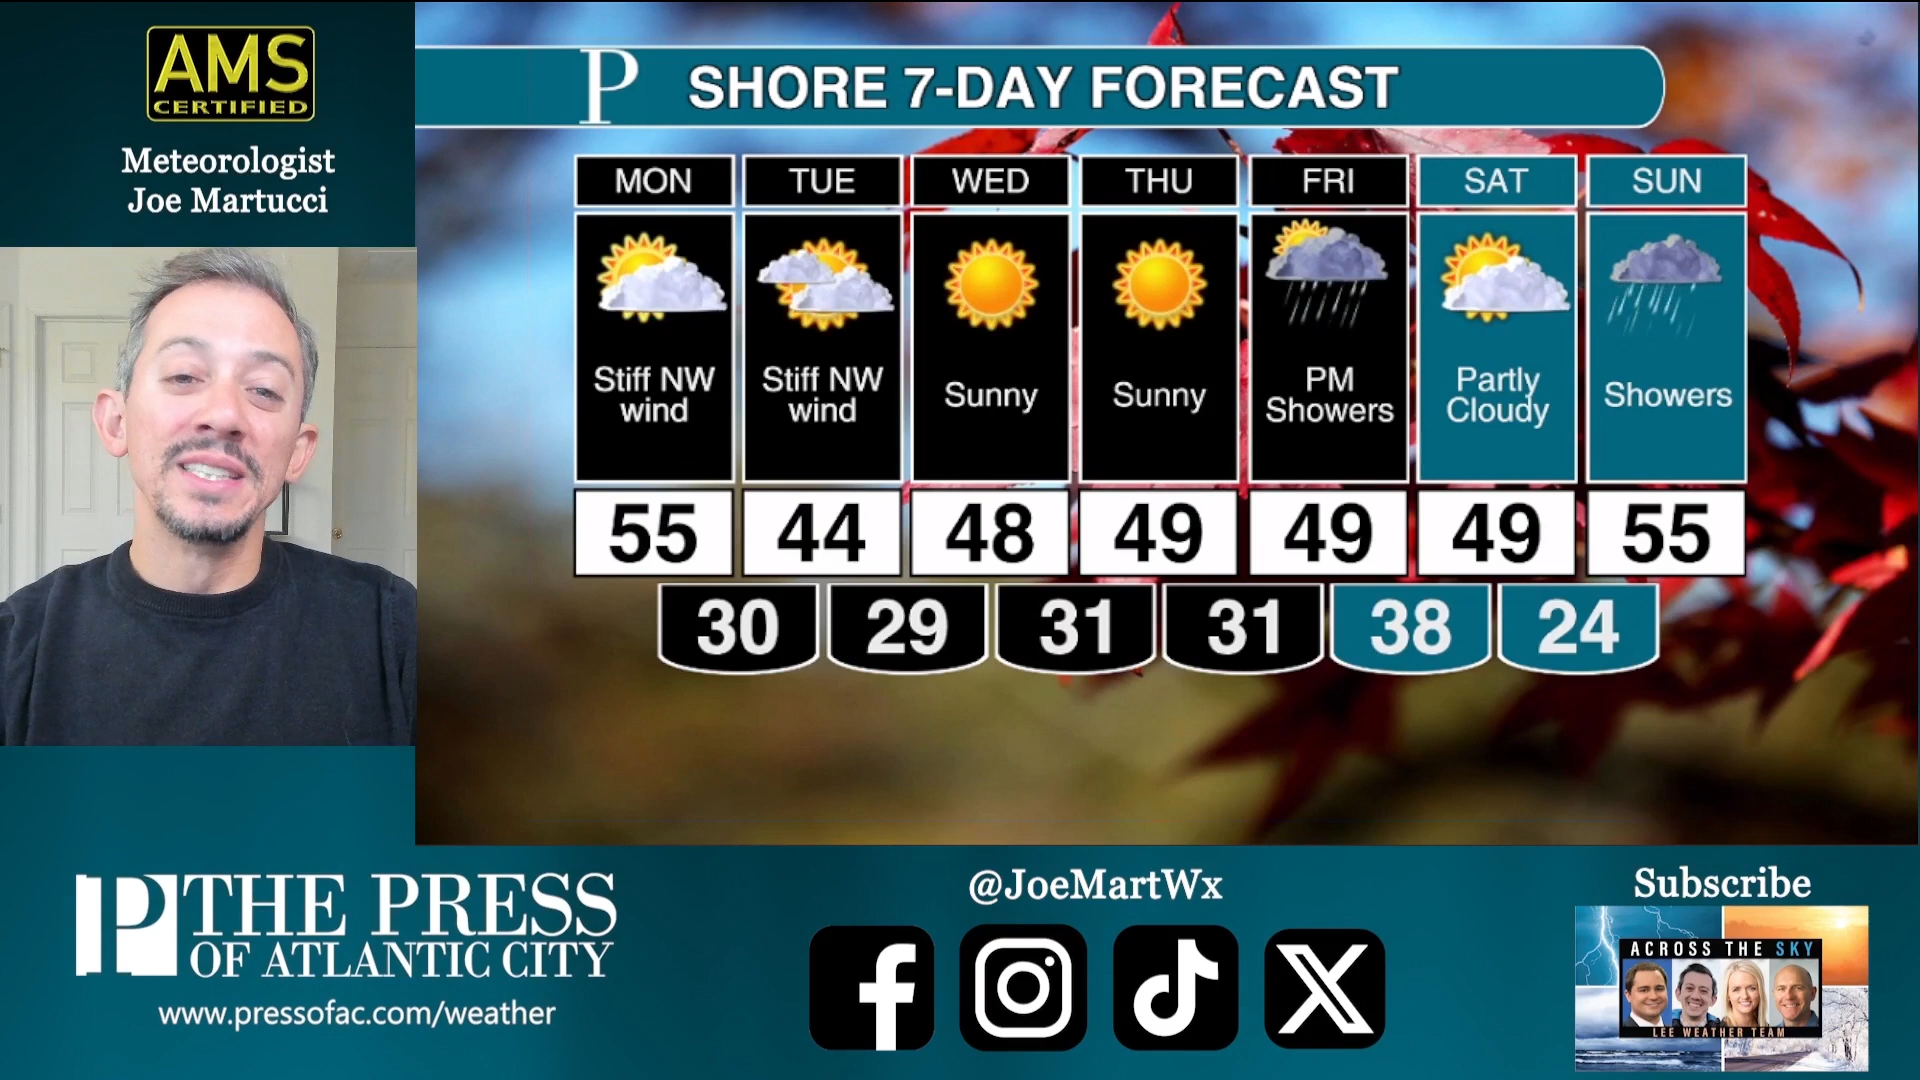 AMS
CERTIFIED
Meteorologist
Joe Martucci
P SHORE 7-DAY FORECAST
MON TUE WED THU FRI SAT SUN
Stiff NW wind
Stiff NW wind
Sunny
Sunny
PM Showers
Partly Cloudy
Showers
55 44 48 49 49 49 55
30 29 31 31 38 24
P THE PRESS
OF ATLANTIC CITY
www.pressofac.com/weather
@JoeMartWx
Subscribe
ACROSS THE SKY
LEE WEATHER TEAM